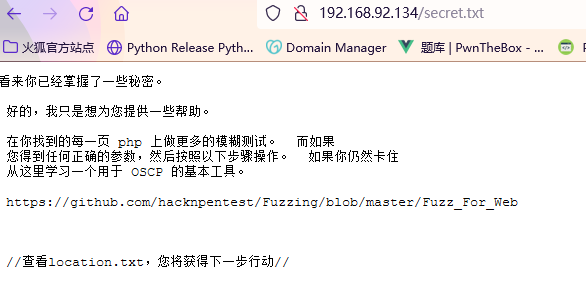 192.168.92.134/secret.txt
火狐官方站点 Python Release Pyth... Domain Manager 题库 | PwnTheBox - ...
看来你已经掌握了一些秘密。
好的，我只是想为您提供一些帮助。
在你找到的每一页 php 上做更多的模糊测试。 而如果
您得到任何正确的参数，然后按照以下步骤操作。 如果你仍然卡住
从这里学习一个用于 OSCP 的基本工具。
https://github.com/hacknpentest/Fuzzing/blob/master/Fuzz_For_Web
//查看location.txt，您将获得下一步行动//